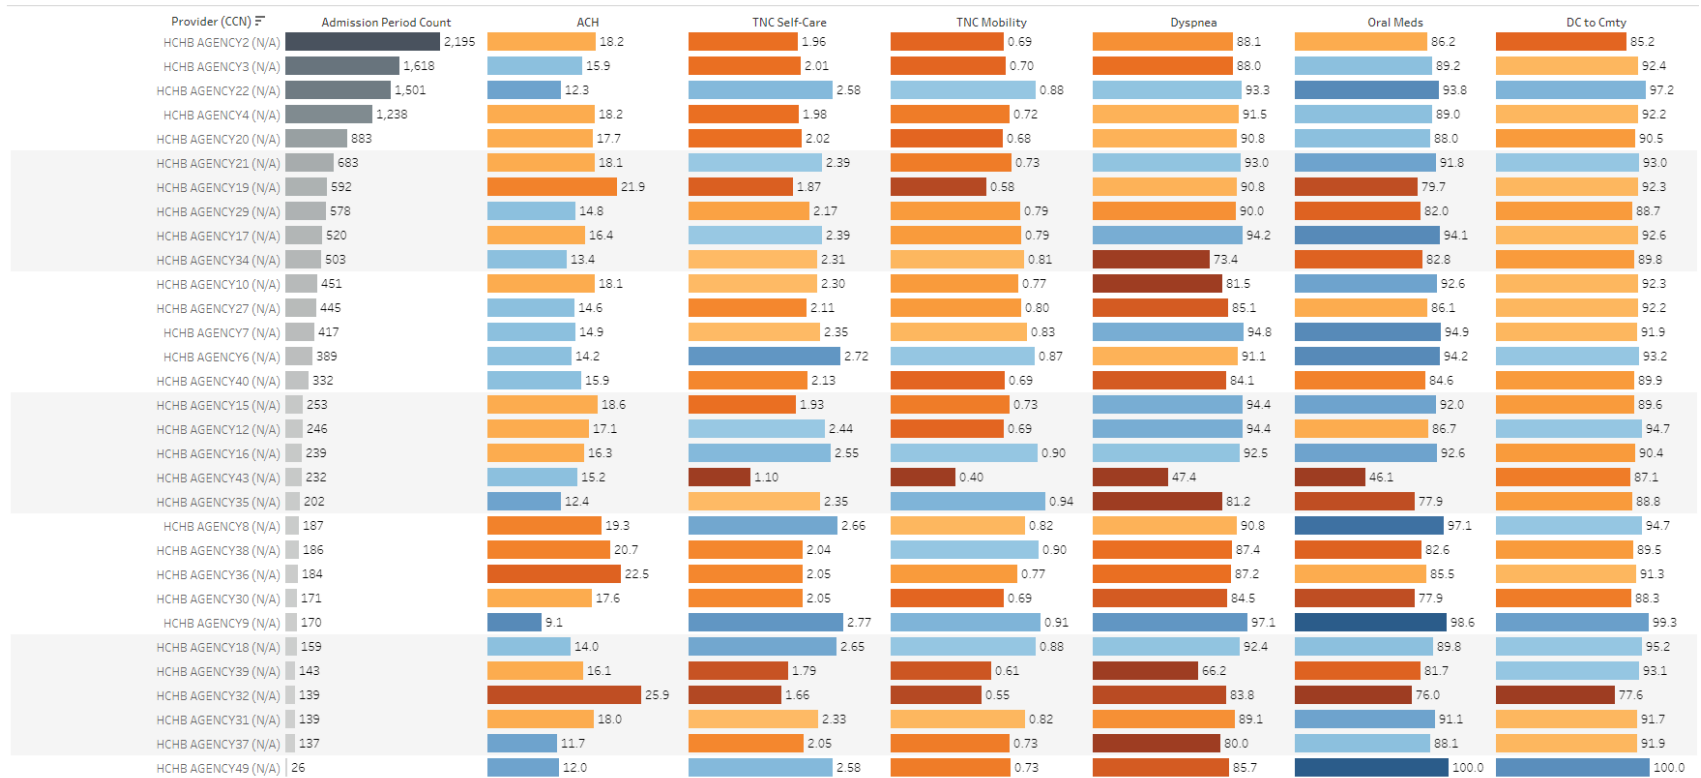 Provider (CCN) Admission Period Count ACH TNC Self-Care TNC Mobility Dyspnea Oral Meds DC to Cmty
HCHB AGENCY2 (N/A) 2,195 18.2 1.96 0.69 88.1 86.2 85.2
HCHB AGENCY3 (N/A) 1,618 15.9 2.01 0.70 88.0 89.2 92.4
HCHB AGENCY22 (N/A) 1,501 12.3 2.58 0.88 93.3 93.8 97.2
HCHB AGENCY4 (N/A) 1,238 18.2 1.98 0.72 91.5 89.0 92.2
HCHB AGENCY20 (N/A) 883 17.7 2.02 0.68 90.8 88.0 90.5
HCHB AGENCY21 (N/A) 683 18.1 2.39 0.73 93.0 91.8 93.0
HCHB AGENCY19 (N/A) 592 21.9 1.87 0.58 90.8 79.7 92.3
HCHB AGENCY29 (N/A) 578 14.8 2.17 0.79 90.0 82.0 88.7
HCHB AGENCY17 (N/A) 520 16.4 2.39 0.79 94.2 94.1 92.6
HCHB AGENCY34 (N/A) 503 13.4 2.31 0.81 73.4 82.8 89.8
HCHB AGENCY10 (N/A) 451 18.1 2.30 0.77 81.5 92.6 92.3
HCHB AGENCY27 (N/A) 445 14.6 2.11 0.80 85.1 86.1 92.2
HCHB AGENCY7 (N/A) 417 14.9 2.35 0.83 94.8 94.9 91.9
HCHB AGENCY6 (N/A) 389 14.2 2.72 0.87 91.1 94.2 93.2
HCHB AGENCY40 (N/A) 332 15.9 2.13 0.69 84.1 84.6 89.9
HCHB AGENCY15 (N/A) 253 18.6 1.93 0.73 94.4 92.0 89.6
HCHB AGENCY12 (N/A) 246 17.1 2.44 0.69 94.4 86.7 94.7
HCHB AGENCY16 (N/A) 239 16.3 2.55 0.90 92.5 92.6 90.4
HCHB AGENCY43 (N/A) 232 15.2 1.10 0.40 47.4 46.1 87.1
HCHB AGENCY35 (N/A) 202 12.4 2.35 0.94 81.2 77.9 88.8
HCHB AGENCY8 (N/A) 187 19.3 2.66 0.82 90.8 97.1 94.7
HCHB AGENCY38 (N/A) 186 20.7 2.04 0.90 87.4 82.6 89.5
HCHB AGENCY36 (N/A) 184 22.5 2.05 0.77 87.2 85.5 91.3
HCHB AGENCY30 (N/A) 171 17.6 2.05 0.69 84.5 77.9 88.3
HCHB AGENCY9 (N/A) 170 9.1 2.77 0.91 97.1 98.6 99.3
HCHB AGENCY18 (N/A) 159 14.0 2.65 0.88 92.4 89.8 95.2
HCHB AGENCY39 (N/A) 143 16.1 1.79 0.61 66.2 81.7 93.1
HCHB AGENCY32 (N/A) 139 25.9 1.66 0.55 83.8 76.0 77.6
HCHB AGENCY31 (N/A) 139 18.0 2.33 0.82 89.1 91.1 91.7
HCHB AGENCY37 (N/A) 137 11.7 2.05 0.73 80.0 88.1 91.9
HCHB AGENCY49 (N/A) 26 12.0 2.58 0.73 85.7 100.0 100.0